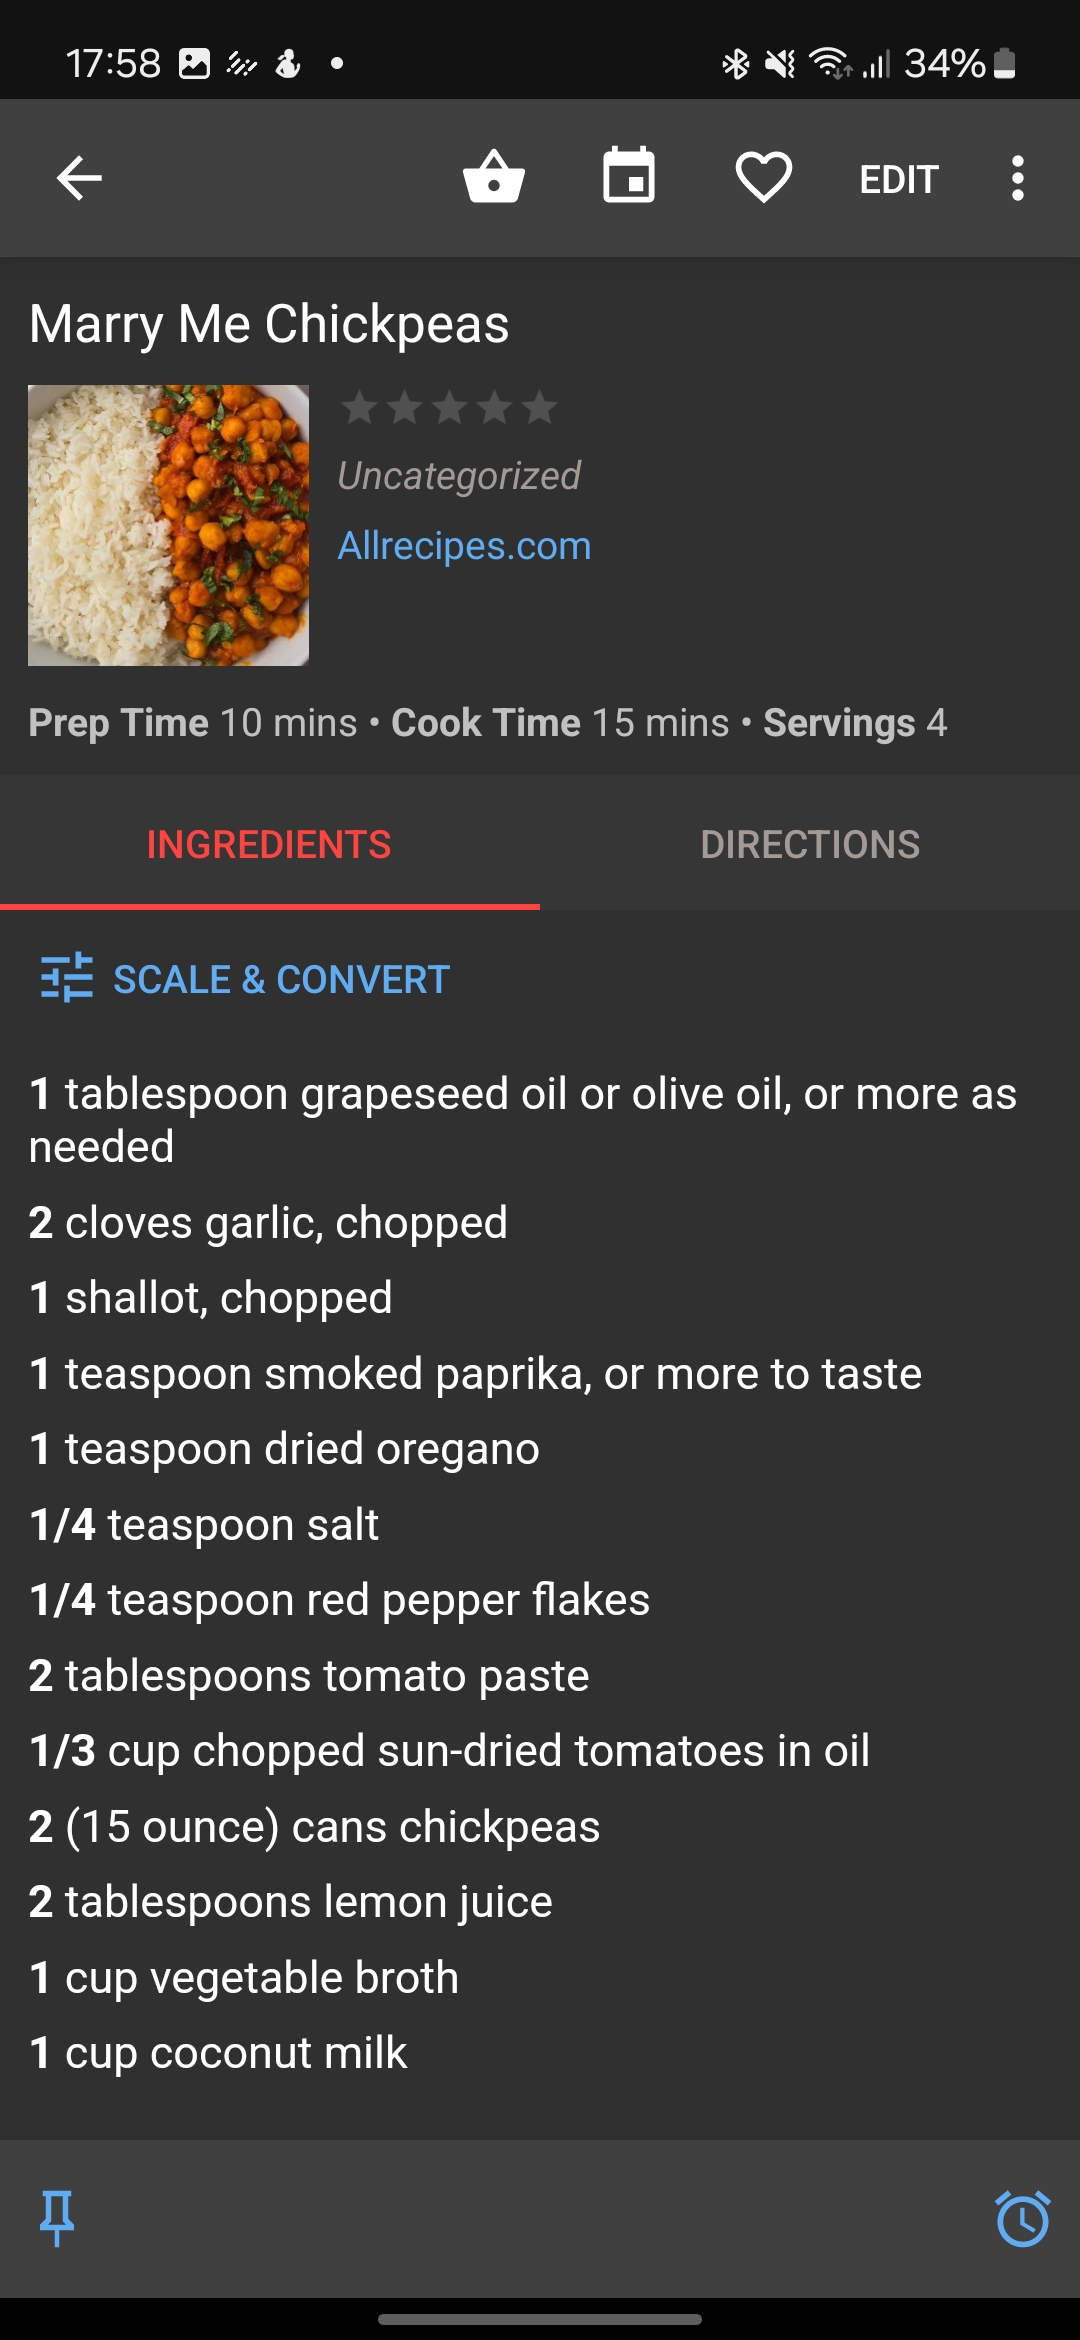 17:58
34%
EDIT
Marry Me Chickpeas
Uncategorized
Allrecipes.com
Prep Time 10 mins • Cook Time 15 mins • Servings 4
INGREDIENTS
DIRECTIONS
SCALE & CONVERT
1 tablespoon grapeseed oil or olive oil, or more as
needed
2 cloves garlic, chopped
1 shallot, chopped
1 teaspoon smoked paprika, or more to taste
1 teaspoon dried oregano
1/4 teaspoon salt
1/4 teaspoon red pepper flakes
2 tablespoons tomato paste
1/3 cup chopped sun-dried tomatoes in oil
2 (15 ounce) cans chickpeas
2 tablespoons lemon juice
1 cup vegetable broth
1 cup coconut milk